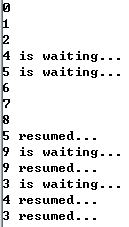 0
1
2
4 is waiting...
5 is waiting...
6
7
8
5 resumed...
9 is waiting...
9 resumed...
3 is waiting...
4 resumed...
3 resumed...